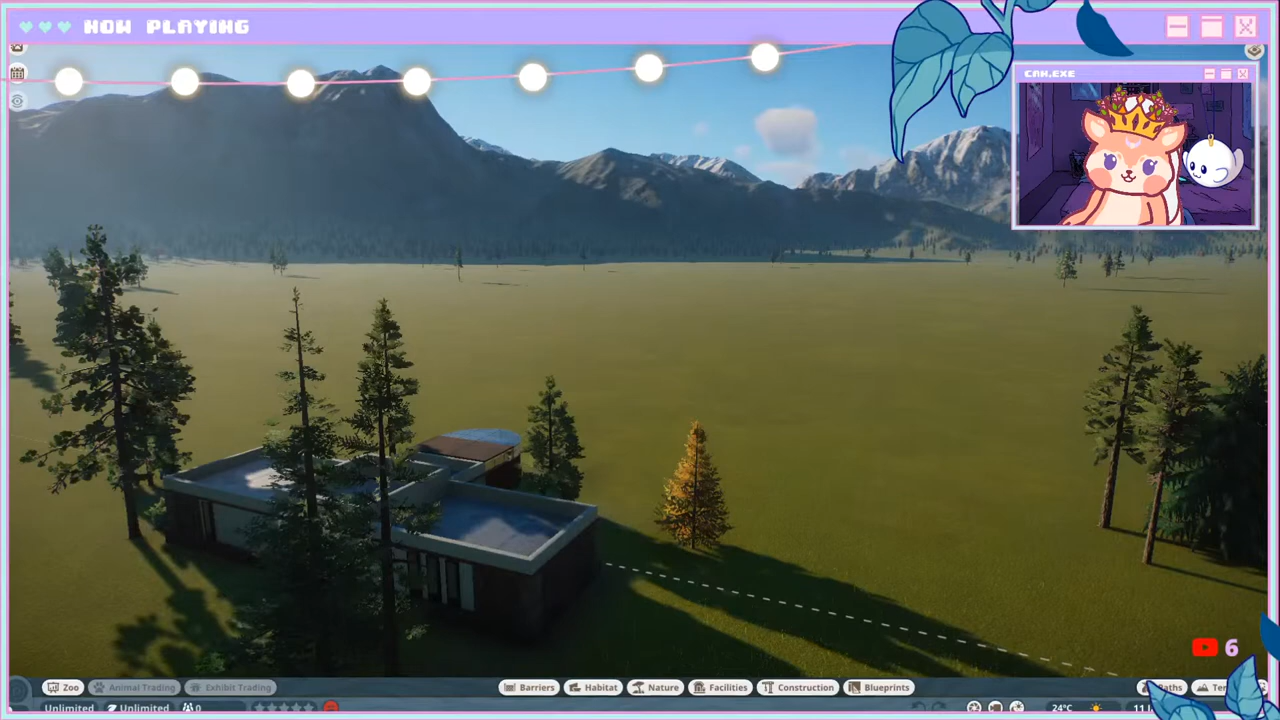 NOW PLAYING
CAM.EXE
6
Zoo Animal Trading Exhibit Trading Barriers Habitat Nature Facilities Construction Blueprints
Unlimited Unlimited 0 24°C